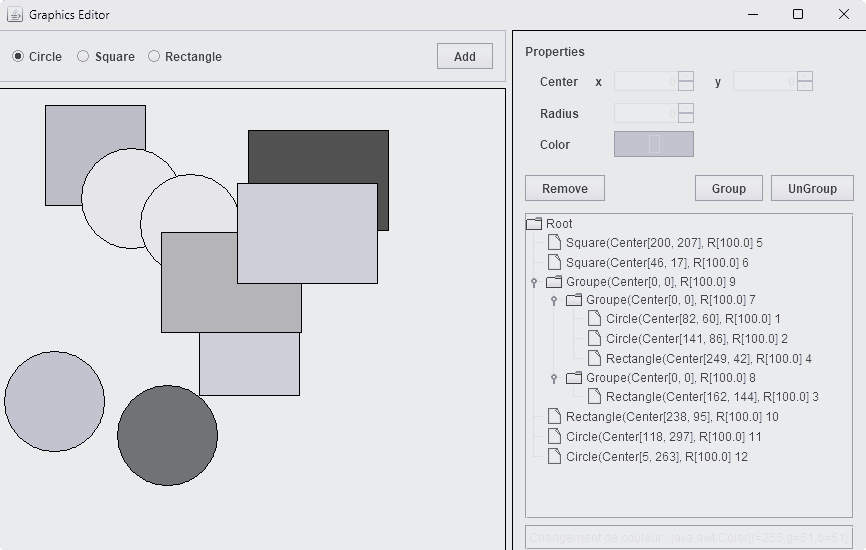 Graphics Editor
Circle Square Rectangle Add
Properties
Center x 0 y 0
Radius 0
Color
Remove Group UnGroup
Root
Square(Center[200, 207], R[100.0] 5
Square(Center[46, 17], R[100.0] 6
Groupe(Center[0, 0], R[100.0] 9
Groupe(Center[0, 0], R[100.0] 7
Circle(Center[82, 60], R[100.0] 1
Circle(Center[141, 86], R[100.0] 2
Rectangle(Center[249, 42], R[100.0] 4
Groupe(Center[0, 0], R[100.0] 8
Rectangle(Center[162, 144], R[100.0] 3
Rectangle(Center[238, 95], R[100.0] 10
Circle(Center[118, 297], R[100.0] 11
Circle(Center[5, 263], R[100.0] 12
Changement de couleur : java.awt.Color[r=255,g=51,b=51]